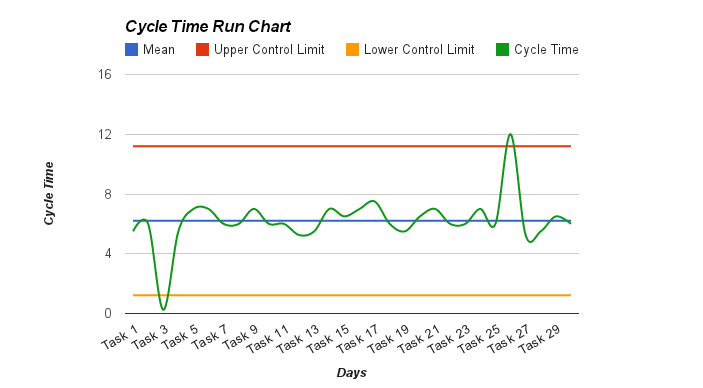 Cycle Time Run Chart
Mean Upper Control Limit Lower Control Limit Cycle Time
16
12
8
4
0
Cycle Time
Task 1 Task 3 Task 5 Task 7 Task 9 Task 11 Task 13 Task 15 Task 17 Task 19 Task 21 Task 23 Task 25 Task 27 Task 29
Days